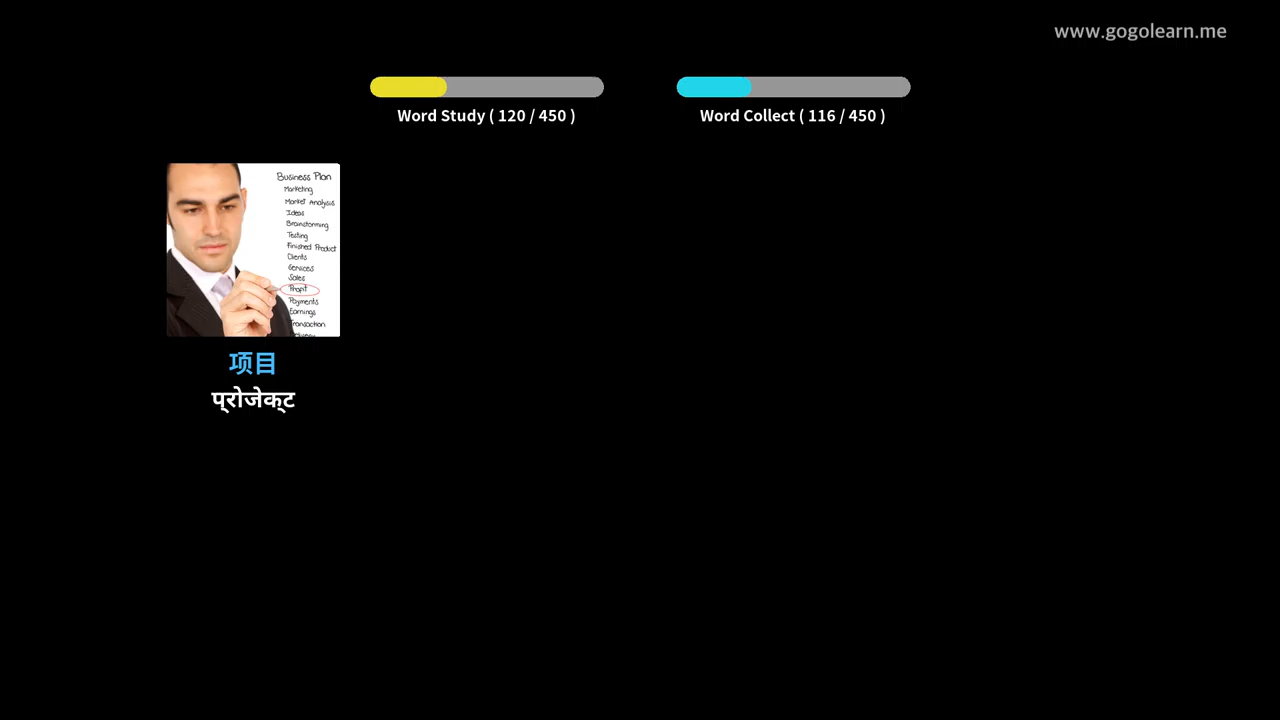 www.gogolearn.me
Word Study ( 120 / 450 )
Word Collect ( 116 / 450 )
Business Plan
Marketing
Market Analysis
Ideas
Brainstorming
Testing
Finished Product
Clients
Services
Sales
Profit
Payments
Earnings
Transaction
项目
प्रोजेक्ट